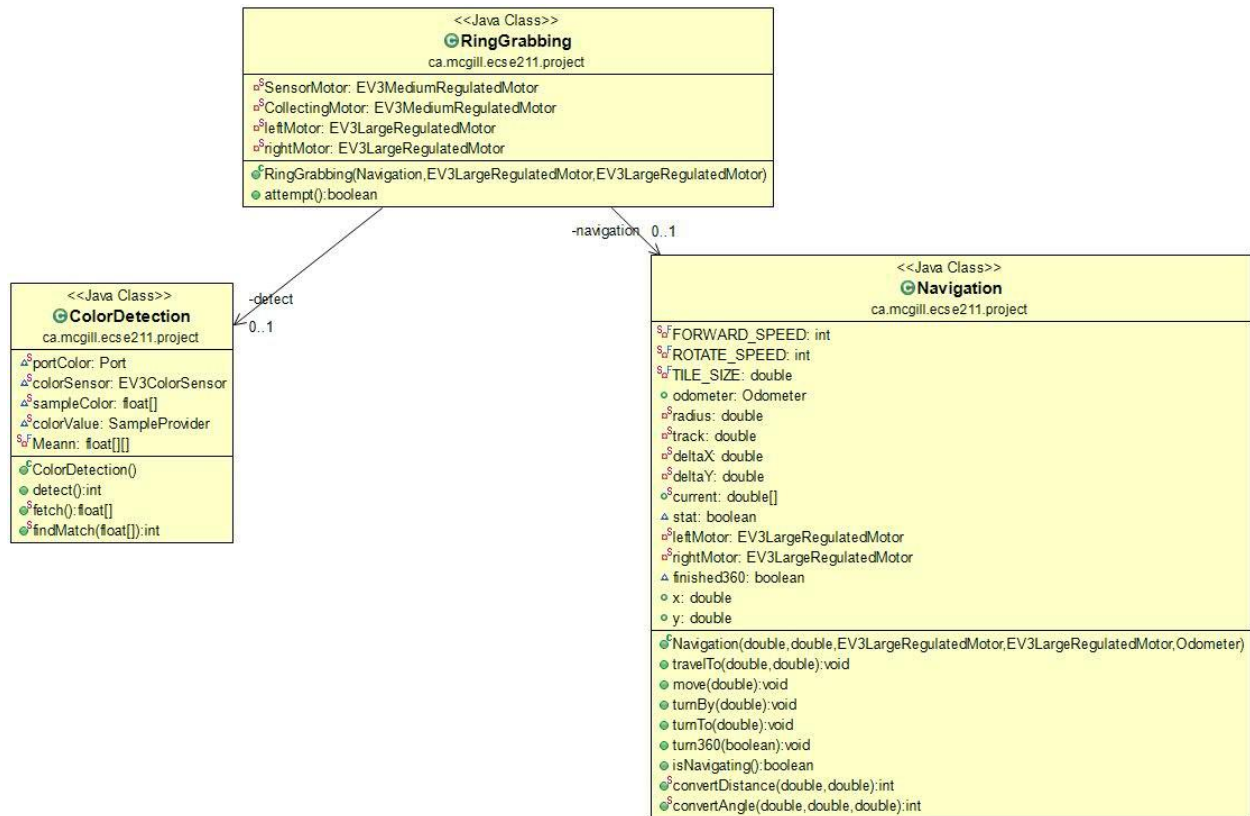 <<Java Class>>
RingGrabbing
ca.mcgill.ecse211.project
SensorMotor: EV3MediumRegulatedMotor
CollectingMotor: EV3MediumRegulatedMotor
leftMotor: EV3LargeRegulatedMotor
rightMotor: EV3LargeRegulatedMotor
RingGrabbing(Navigation,EV3LargeRegulatedMotor,EV3LargeRegulatedMotor)
attempt():boolean
-navigation 0..1
-detect
0..1
<<Java Class>>
ColorDetection
ca.mcgill.ecse211.project
portColor: Port
colorSensor: EV3ColorSensor
sampleColor: float[]
colorValue: SampleProvider
Meann: float[][]
ColorDetection()
detect():int
fetch():float[]
findMatch(float[]):int
<<Java Class>>
Navigation
ca.mcgill.ecse211.project
FORWARD_SPEED: int
ROTATE_SPEED: int
TILE_SIZE: double
odometer: Odometer
radius: double
track: double
deltaX: double
deltaY: double
current: double[]
stat: boolean
leftMotor: EV3LargeRegulatedMotor
rightMotor: EV3LargeRegulatedMotor
finished360: boolean
x: double
y: double
Navigation(double,double,EV3LargeRegulatedMotor,EV3LargeRegulatedMotor,Odometer)
travelTo(double,double):void
move(double):void
turnBy(double):void
turnTo(double):void
turn360(boolean):void
isNavigating():boolean
convertDistance(double,double):int
convertAngle(double,double,double):int